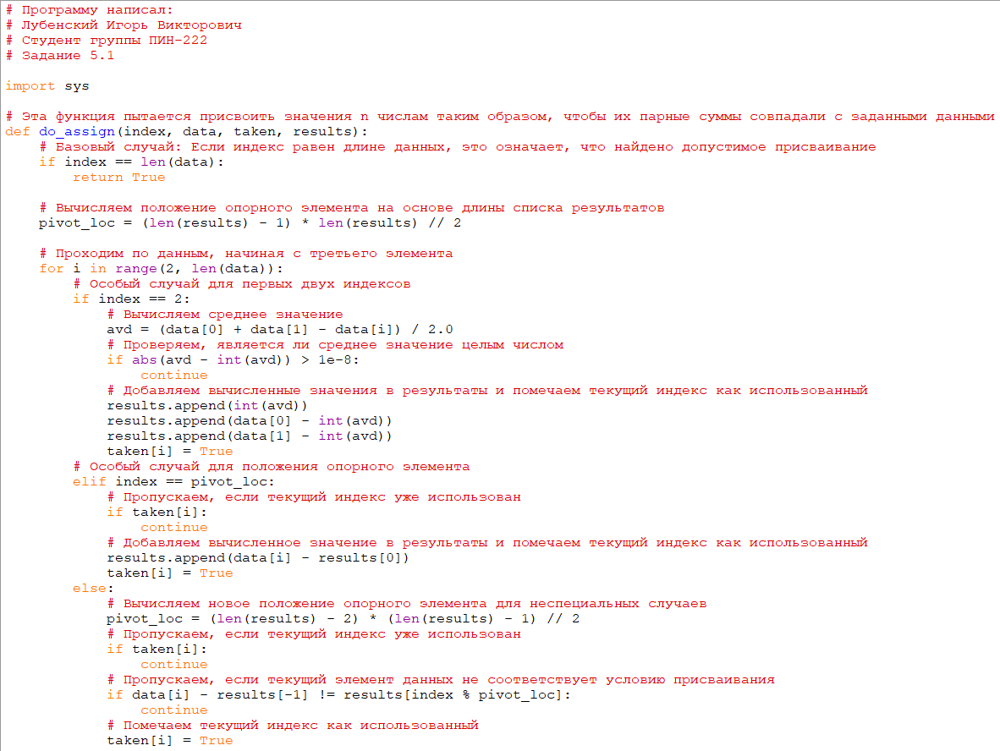 # Программу написал:
# Лубенский Игорь Викторович
# Студент группы ПИН-222
# Задание 5.1

import sys

# Эта функция пытается присвоить значения n числам таким образом, чтобы их парные суммы совпадали с заданными данными
def do_assign(index, data, taken, results):
    # Базовый случай: Если индекс равен длине данных, это означает, что найдено допустимое присваивание
    if index == len(data):
        return True

    # Вычисляем положение опорного элемента на основе длины списка результатов
    pivot_loc = (len(results) - 1) * len(results) // 2

    # Проходим по данным, начиная с третьего элемента
    for i in range(2, len(data)):
        # Особый случай для первых двух индексов
        if index == 2:
            # Вычисляем среднее значение
            avd = (data[0] + data[1] - data[i]) / 2.0
            # Проверяем, является ли среднее значение целым числом
            if abs(avd - int(avd)) > 1e-8:
                continue
            # Добавляем вычисленные значения в результаты и помечаем текущий индекс как использованный
            results.append(int(avd))
            results.append(data[0] - int(avd))
            results.append(data[1] - int(avd))
            taken[i] = True
        # Особый случай для положения опорного элемента
        elif index == pivot_loc:
            # Пропускаем, если текущий индекс уже использован
            if taken[i]:
                continue
            # Добавляем вычисленное значение в результаты и помечаем текущий индекс как использованный
            results.append(data[i] - results[0])
            taken[i] = True
        else:
            # Вычисляем новое положение опорного элемента для неспециальных случаев
            pivot_loc = (len(results) - 2) * (len(results) - 1) // 2
            # Пропускаем, если текущий индекс уже использован
            if taken[i]:
                continue
            # Пропускаем, если текущий элемент данных не соответствует условию присваивания
            if data[i] - results[-1] != results[index % pivot_loc]:
                continue
            # Помечаем текущий индекс как использованный
            taken[i] = True